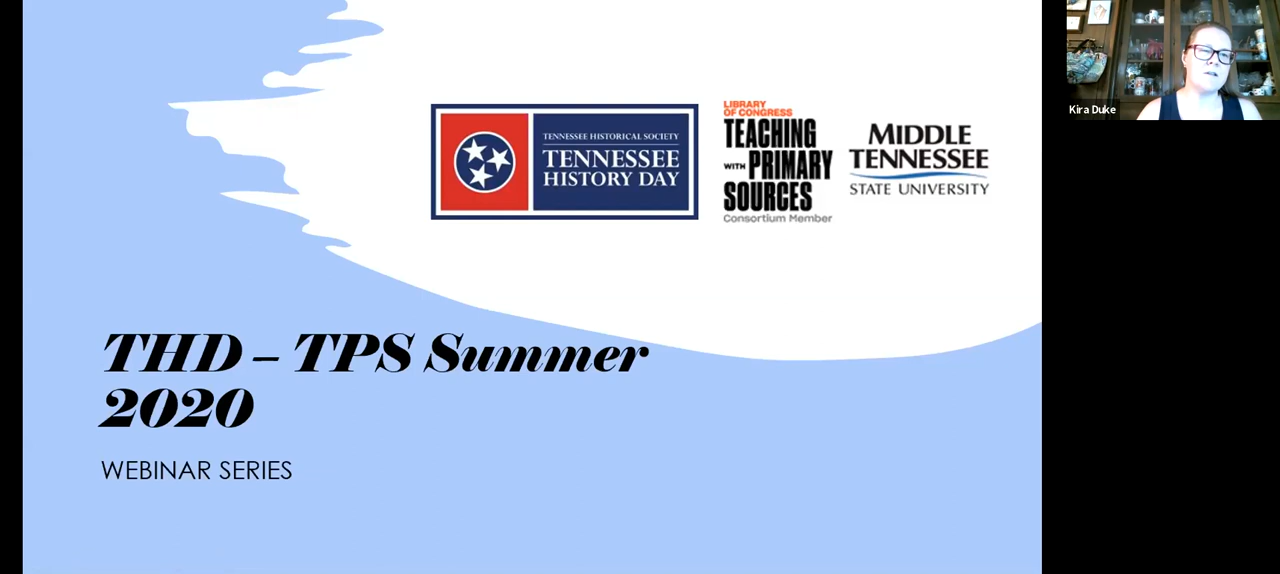 TENNESSEE HISTORICAL SOCIETY
TENNESSEE
HISTORY DAY
LIBRARY
OF CONGRESS
TEACHING
WITH PRIMARY
SOURCES
Consortium Member
MIDDLE
TENNESSEE
STATE UNIVERSITY
Kira Duke
THD – TPS Summer
2020
WEBINAR SERIES